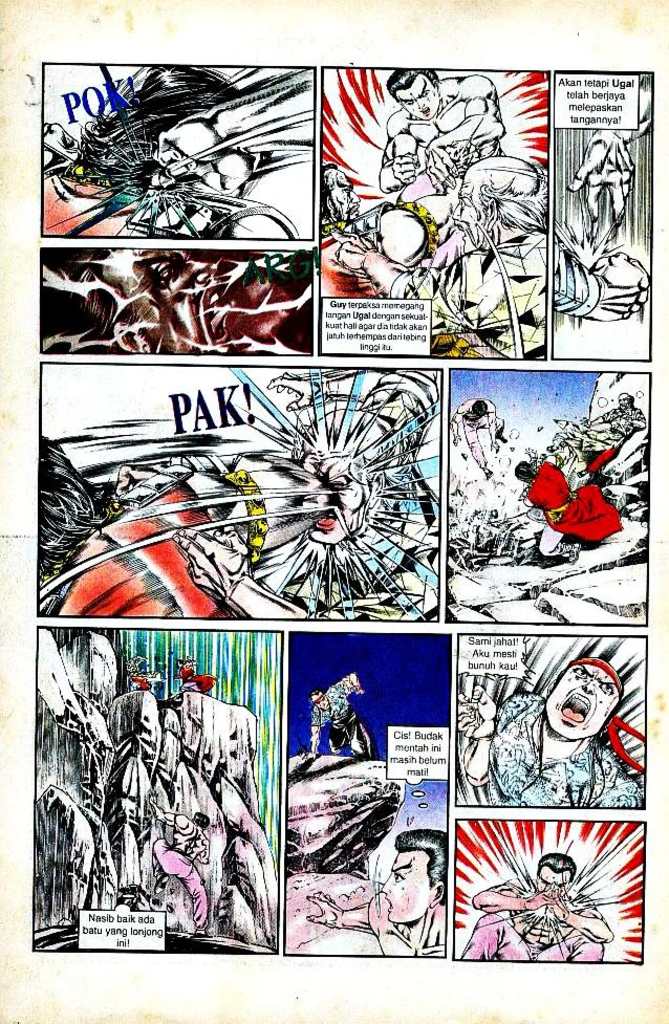 POK!
ARG!
Guy terpaksa memegang
tangan Ugal dengan sekuat-
kuat hati agar dia tidak akan
jatuh terhempas dari tebing
tinggi itu.
Akan tetapi Ugal
telah berjaya
melepaskan
tangannya!
PAK!
Nasib baik ada
batu yang lonjong
ini!
Cis! Budak
mentah ini
masih belum
mati!
Sami jahat!
Aku mesti
bunuh kau!